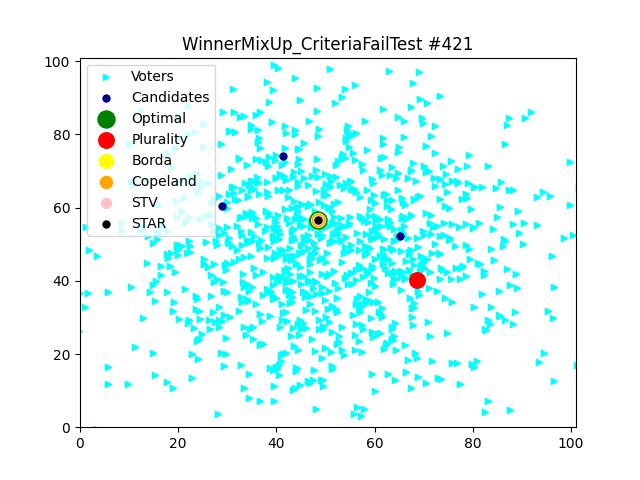 WinnerMixUp_CriteriaFailTest #421
Voters
Candidates
Optimal
Plurality
Borda
Copeland
STV
STAR
100
80
60
40
20
0
0 20 40 60 80 100